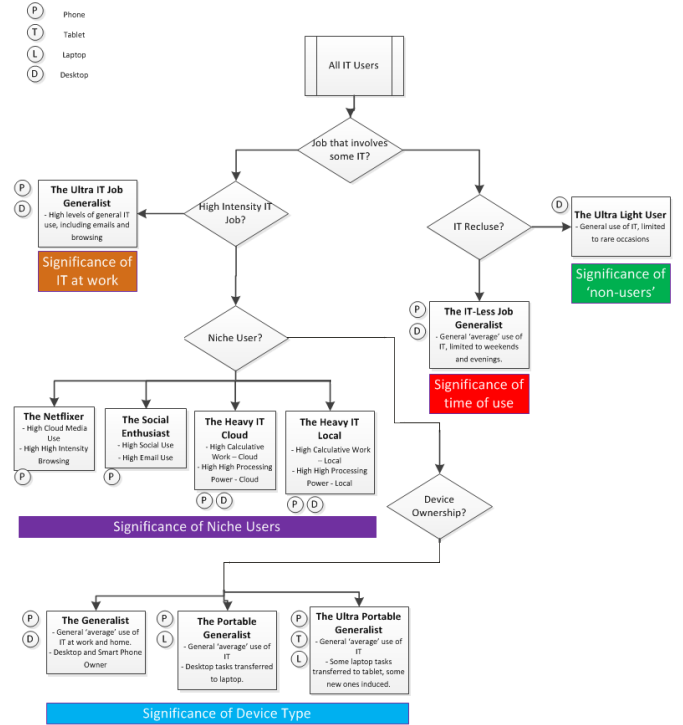 P Phone
T Tablet
L Laptop
D Desktop
All IT Users
Job that involves
some IT?
P
D
The Ultra IT Job
Generalist
- High levels of general IT
use, including emails and
browsing
Significance of
IT at work
High Intensity IT
Job?
IT Recluse?
D
The Ultra Light User
- General use of IT, limited
to rare occasions
Significance of
‘non-users’
P
D
The IT-Less Job
Generalist
- General ‘average’ use of
IT, limited to weekends
and evenings.
Significance of
time of use
Niche User?
The Netflixer
- High Cloud Media
Use
- High High Intensity
Browsing
P
The Social
Enthusiast
- High Social Use
- High Email Use
P
The Heavy IT
Cloud
- High Calculative
Work – Cloud
- High High Processing
Power - Cloud
P D
The Heavy IT
Local
- High Calculative Work
– Local
- High High Processing
Power - Local
P D
Significance of Niche Users
Device
Ownership?
P
D
The Generalist
- General ‘average’ use of
IT at work and home.
- Desktop and Smart Phone
Owner
P
L
The Portable
Generalist
- General ‘average’ use of
IT
- Desktop tasks transferred
to laptop.
P
T
L
The Ultra Portable
Generalist
- General ‘average’ use of
IT
- Some laptop tasks
transferred to tablet, some
new ones induced.
Significance of Device Type